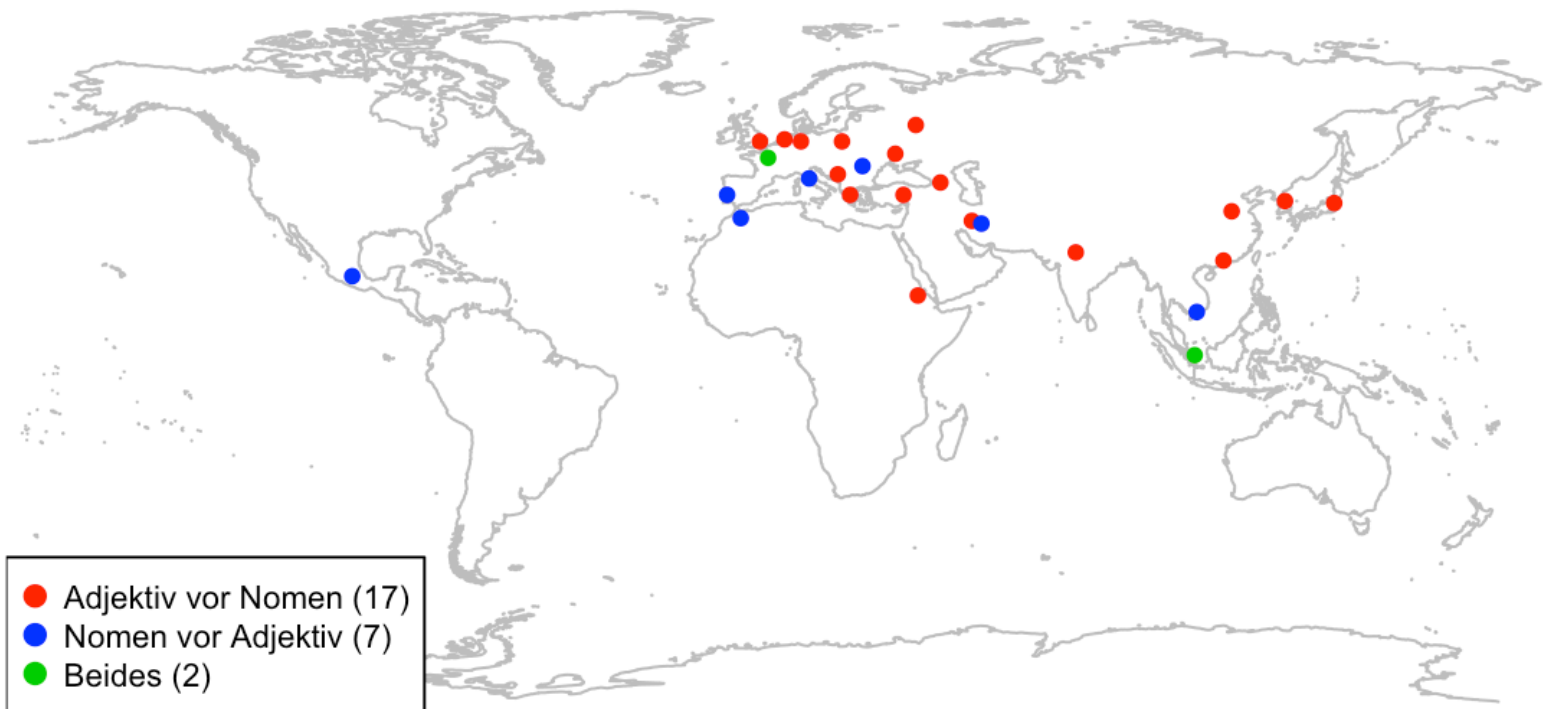 Adjektiv vor Nomen (17)
Nomen vor Adjektiv (7)
Beides (2)